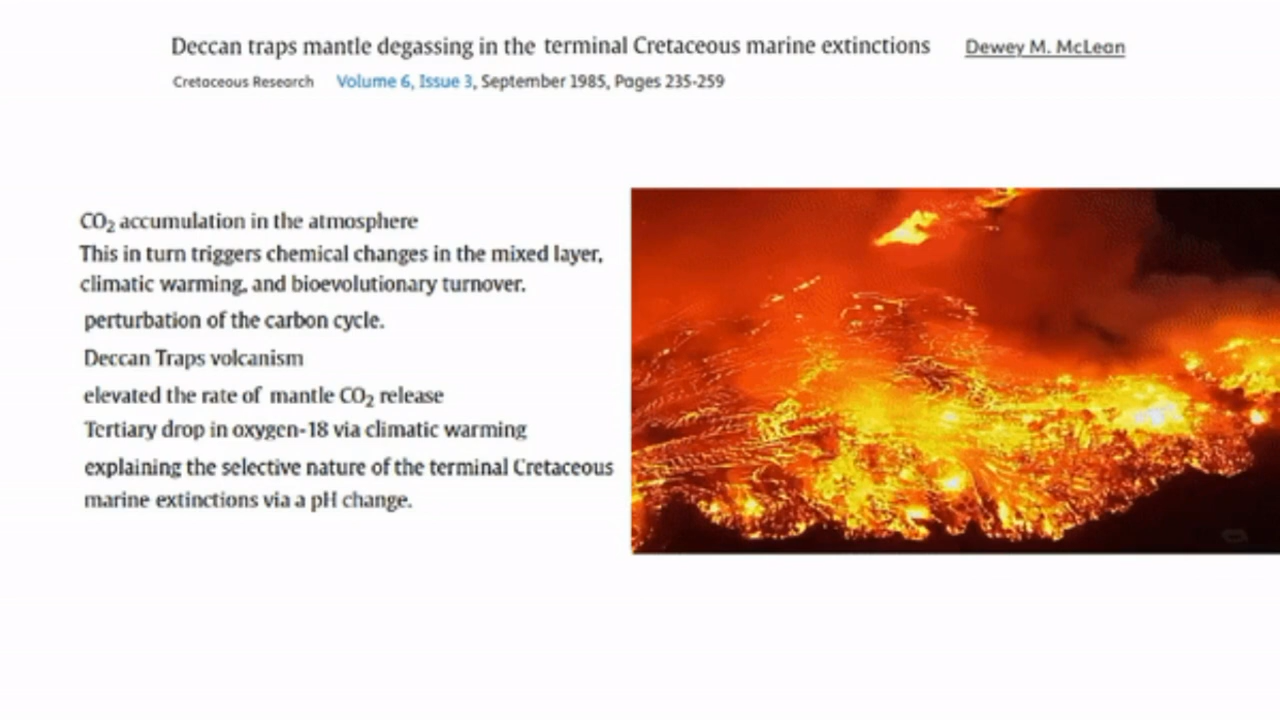 Deccan traps mantle degassing in the terminal Cretaceous marine extinctions Dewey M. McLean
Cretaceous Research Volume 6, Issue 3, September 1985, Pages 235-259
CO₂ accumulation in the atmosphere
This in turn triggers chemical changes in the mixed layer,
climatic warming, and bioevolutionary turnover.
perturbation of the carbon cycle.
Deccan Traps volcanism
elevated the rate of mantle CO₂ release
Tertiary drop in oxygen-18 via climatic warming
explaining the selective nature of the terminal Cretaceous
marine extinctions via a pH change.